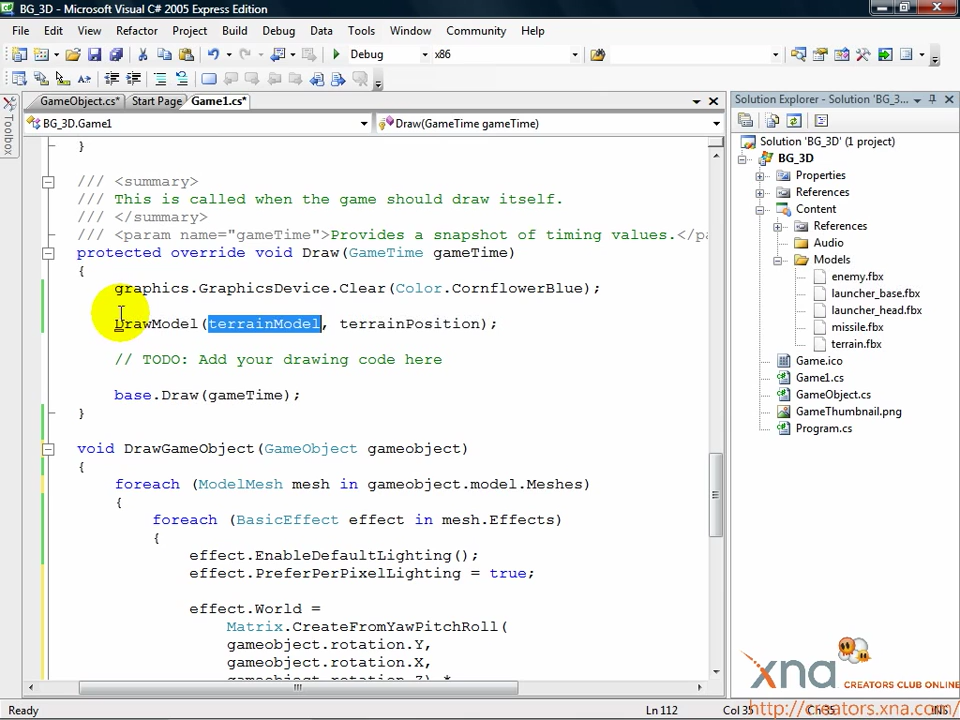 BG_3D - Microsoft Visual C# 2005 Express Edition
File Edit View Refactor Project Build Debug Data Tools Window Community Help
Debug x86
GameObject.cs* Start Page Game1.cs*
Solution Explorer - Solution 'BG_3...
BG_3D.Game1 Draw(GameTime gameTime)
Toolbox
}
/// <summary>
/// This is called when the game should draw itself.
/// </summary>
/// <param name="gameTime">Provides a snapshot of timing values.</pa
protected override void Draw(GameTime gameTime)
{
graphics.GraphicsDevice.Clear(Color.CornflowerBlue);
DrawModel(terrainModel, terrainPosition);
// TODO: Add your drawing code here
base.Draw(gameTime);
}
void DrawGameObject(GameObject gameobject)
{
foreach (ModelMesh mesh in gameobject.model.Meshes)
{
foreach (BasicEffect effect in mesh.Effects)
{
effect.EnableDefaultLighting();
effect.PreferPerPixelLighting = true;
effect.World =
Matrix.CreateFromYawPitchRoll(
gameobject.rotation.Y,
gameobject.rotation.X,
gameobject.rotation.Z) *
Solution 'BG_3D' (1 project)
BG_3D
Properties
References
Content
References
Audio
Models
enemy.fbx
launcher_base.fbx
launcher_head.fbx
missile.fbx
terrain.fbx
Game.ico
Game1.cs
GameObject.cs
GameThumbnail.png
Program.cs
xna CREATORS CLUB ONLINE
Ready Ln 112 Col 35 Ch 35 INS
http://creators.xna.com/